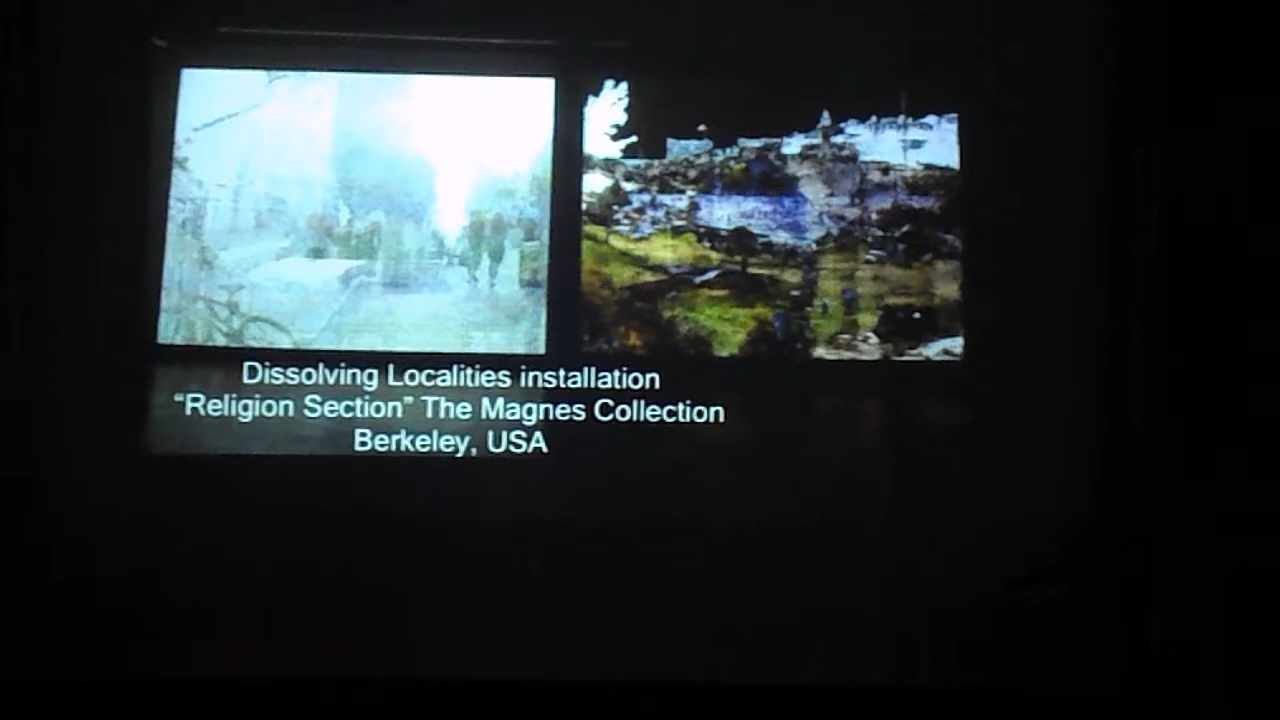 Dissolving Localities installation
“Religion Section” The Magnes Collection
Berkeley, USA